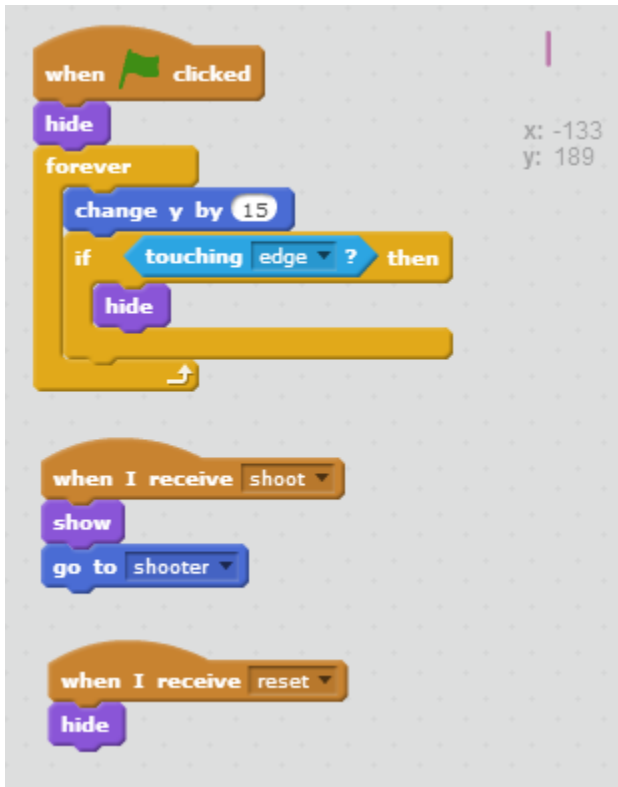 when clicked
hide
forever
change y by 15
if touching edge ? then
hide
when I receive shoot
show
go to shooter
when I receive reset
hide
x: -133
y: 189